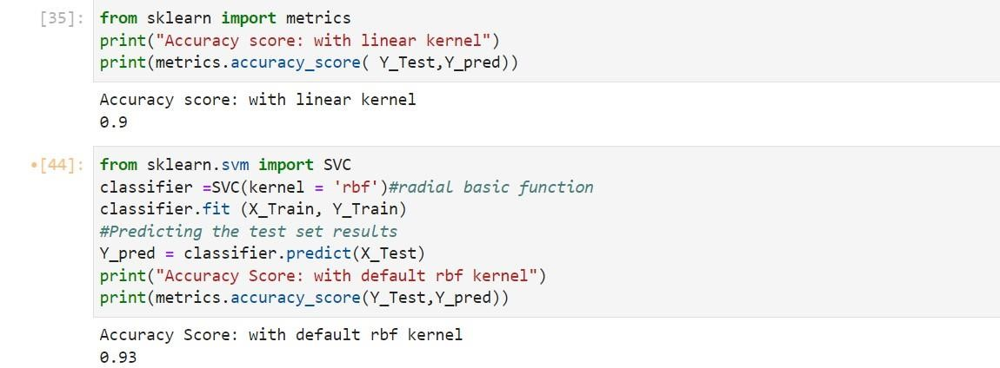 [35]: from sklearn import metrics
print("Accuracy score: with linear kernel")
print(metrics.accuracy_score( Y_Test,Y_pred))
Accuracy score: with linear kernel
0.9
•[44]: from sklearn.svm import SVC
classifier =SVC(kernel = 'rbf')#radial basic function
classifier.fit (X_Train, Y_Train)
#Predicting the test set results
Y_pred = classifier.predict(X_Test)
print("Accuracy Score: with default rbf kernel")
print(metrics.accuracy_score(Y_Test,Y_pred))
Accuracy Score: with default rbf kernel
0.93